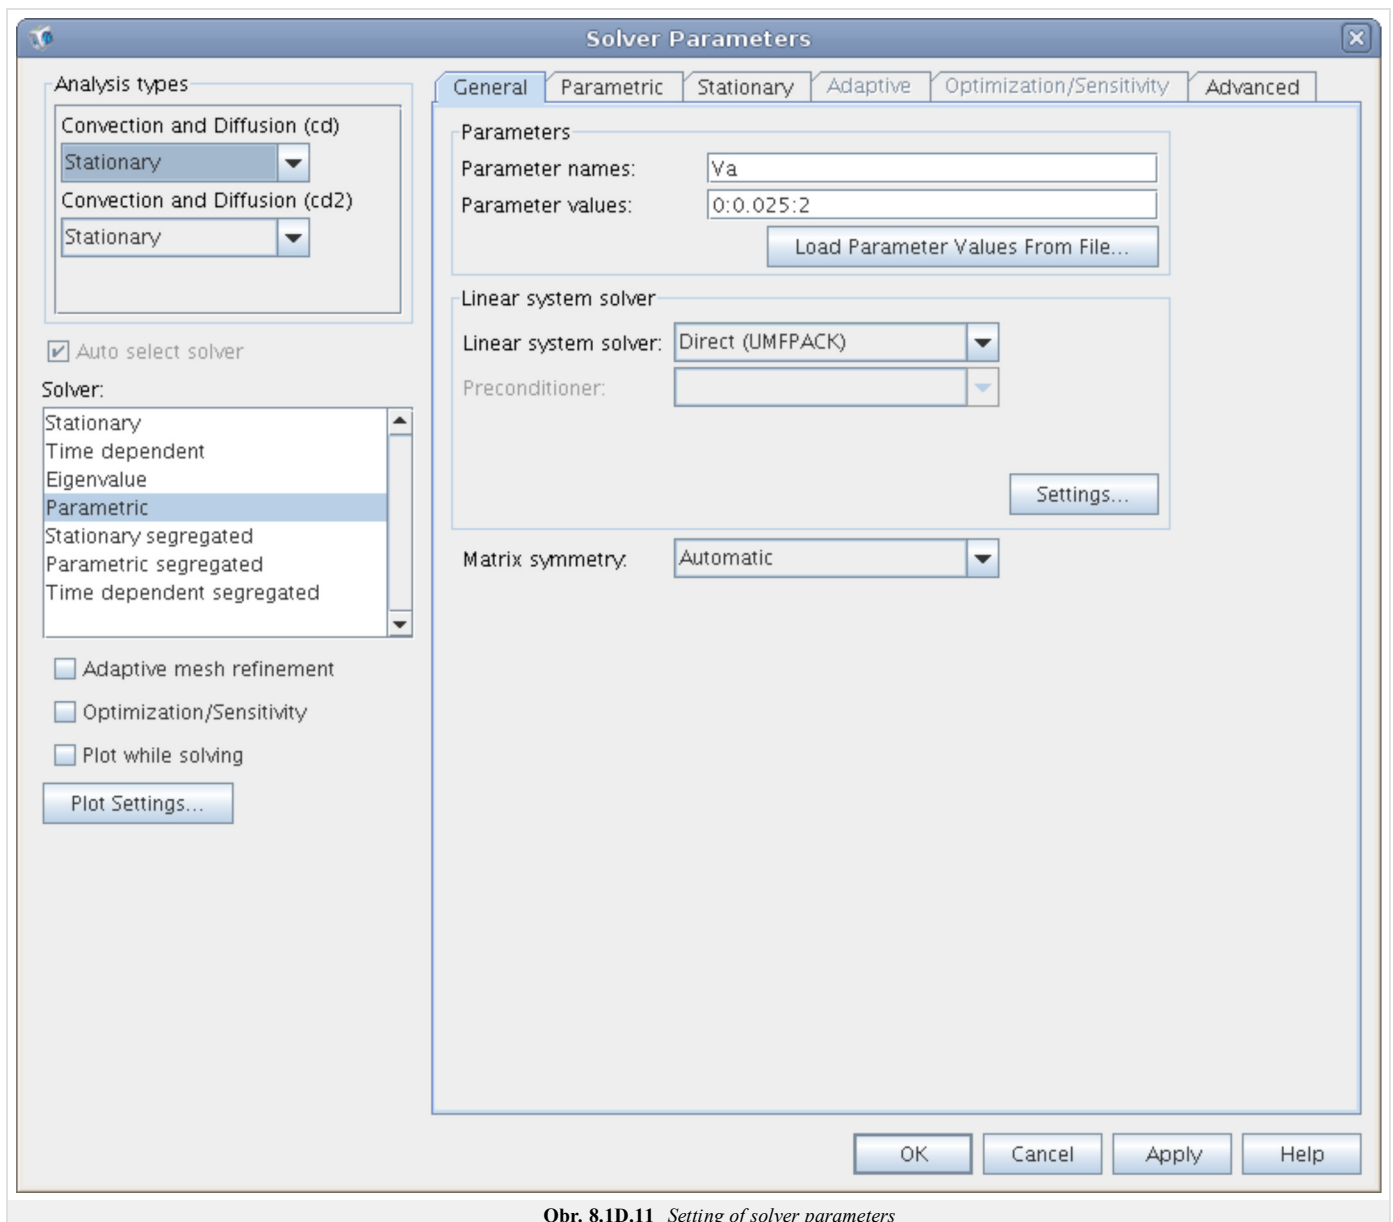 Solver Parameters
Analysis types
Convection and Diffusion (cd)
Stationary
Convection and Diffusion (cd2)
Stationary
Auto select solver
Solver:
Stationary
Time dependent
Eigenvalue
Parametric
Stationary segregated
Parametric segregated
Time dependent segregated
Adaptive mesh refinement
Optimization/Sensitivity
Plot while solving
Plot Settings...
General Parametric Stationary Adaptive Optimization/Sensitivity Advanced
Parameters
Parameter names: Va
Parameter values: 0:0.025:2
Load Parameter Values From File...
Linear system solver
Linear system solver: Direct (UMFPACK)
Preconditioner:
Settings...
Matrix symmetry: Automatic
OK Cancel Apply Help
Obr. 8.1D.11 Setting of solver parameters